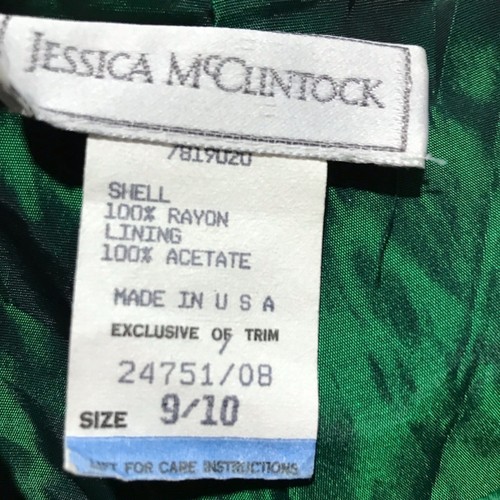 JESSICA MCCLINTOCK
7819020
SHELL
100% RAYON
LINING
100% ACETATE
MADE IN U S A
EXCLUSIVE OF TRIM
24751/08
SIZE 9/10
LIFT FOR CARE INSTRUCTIONS